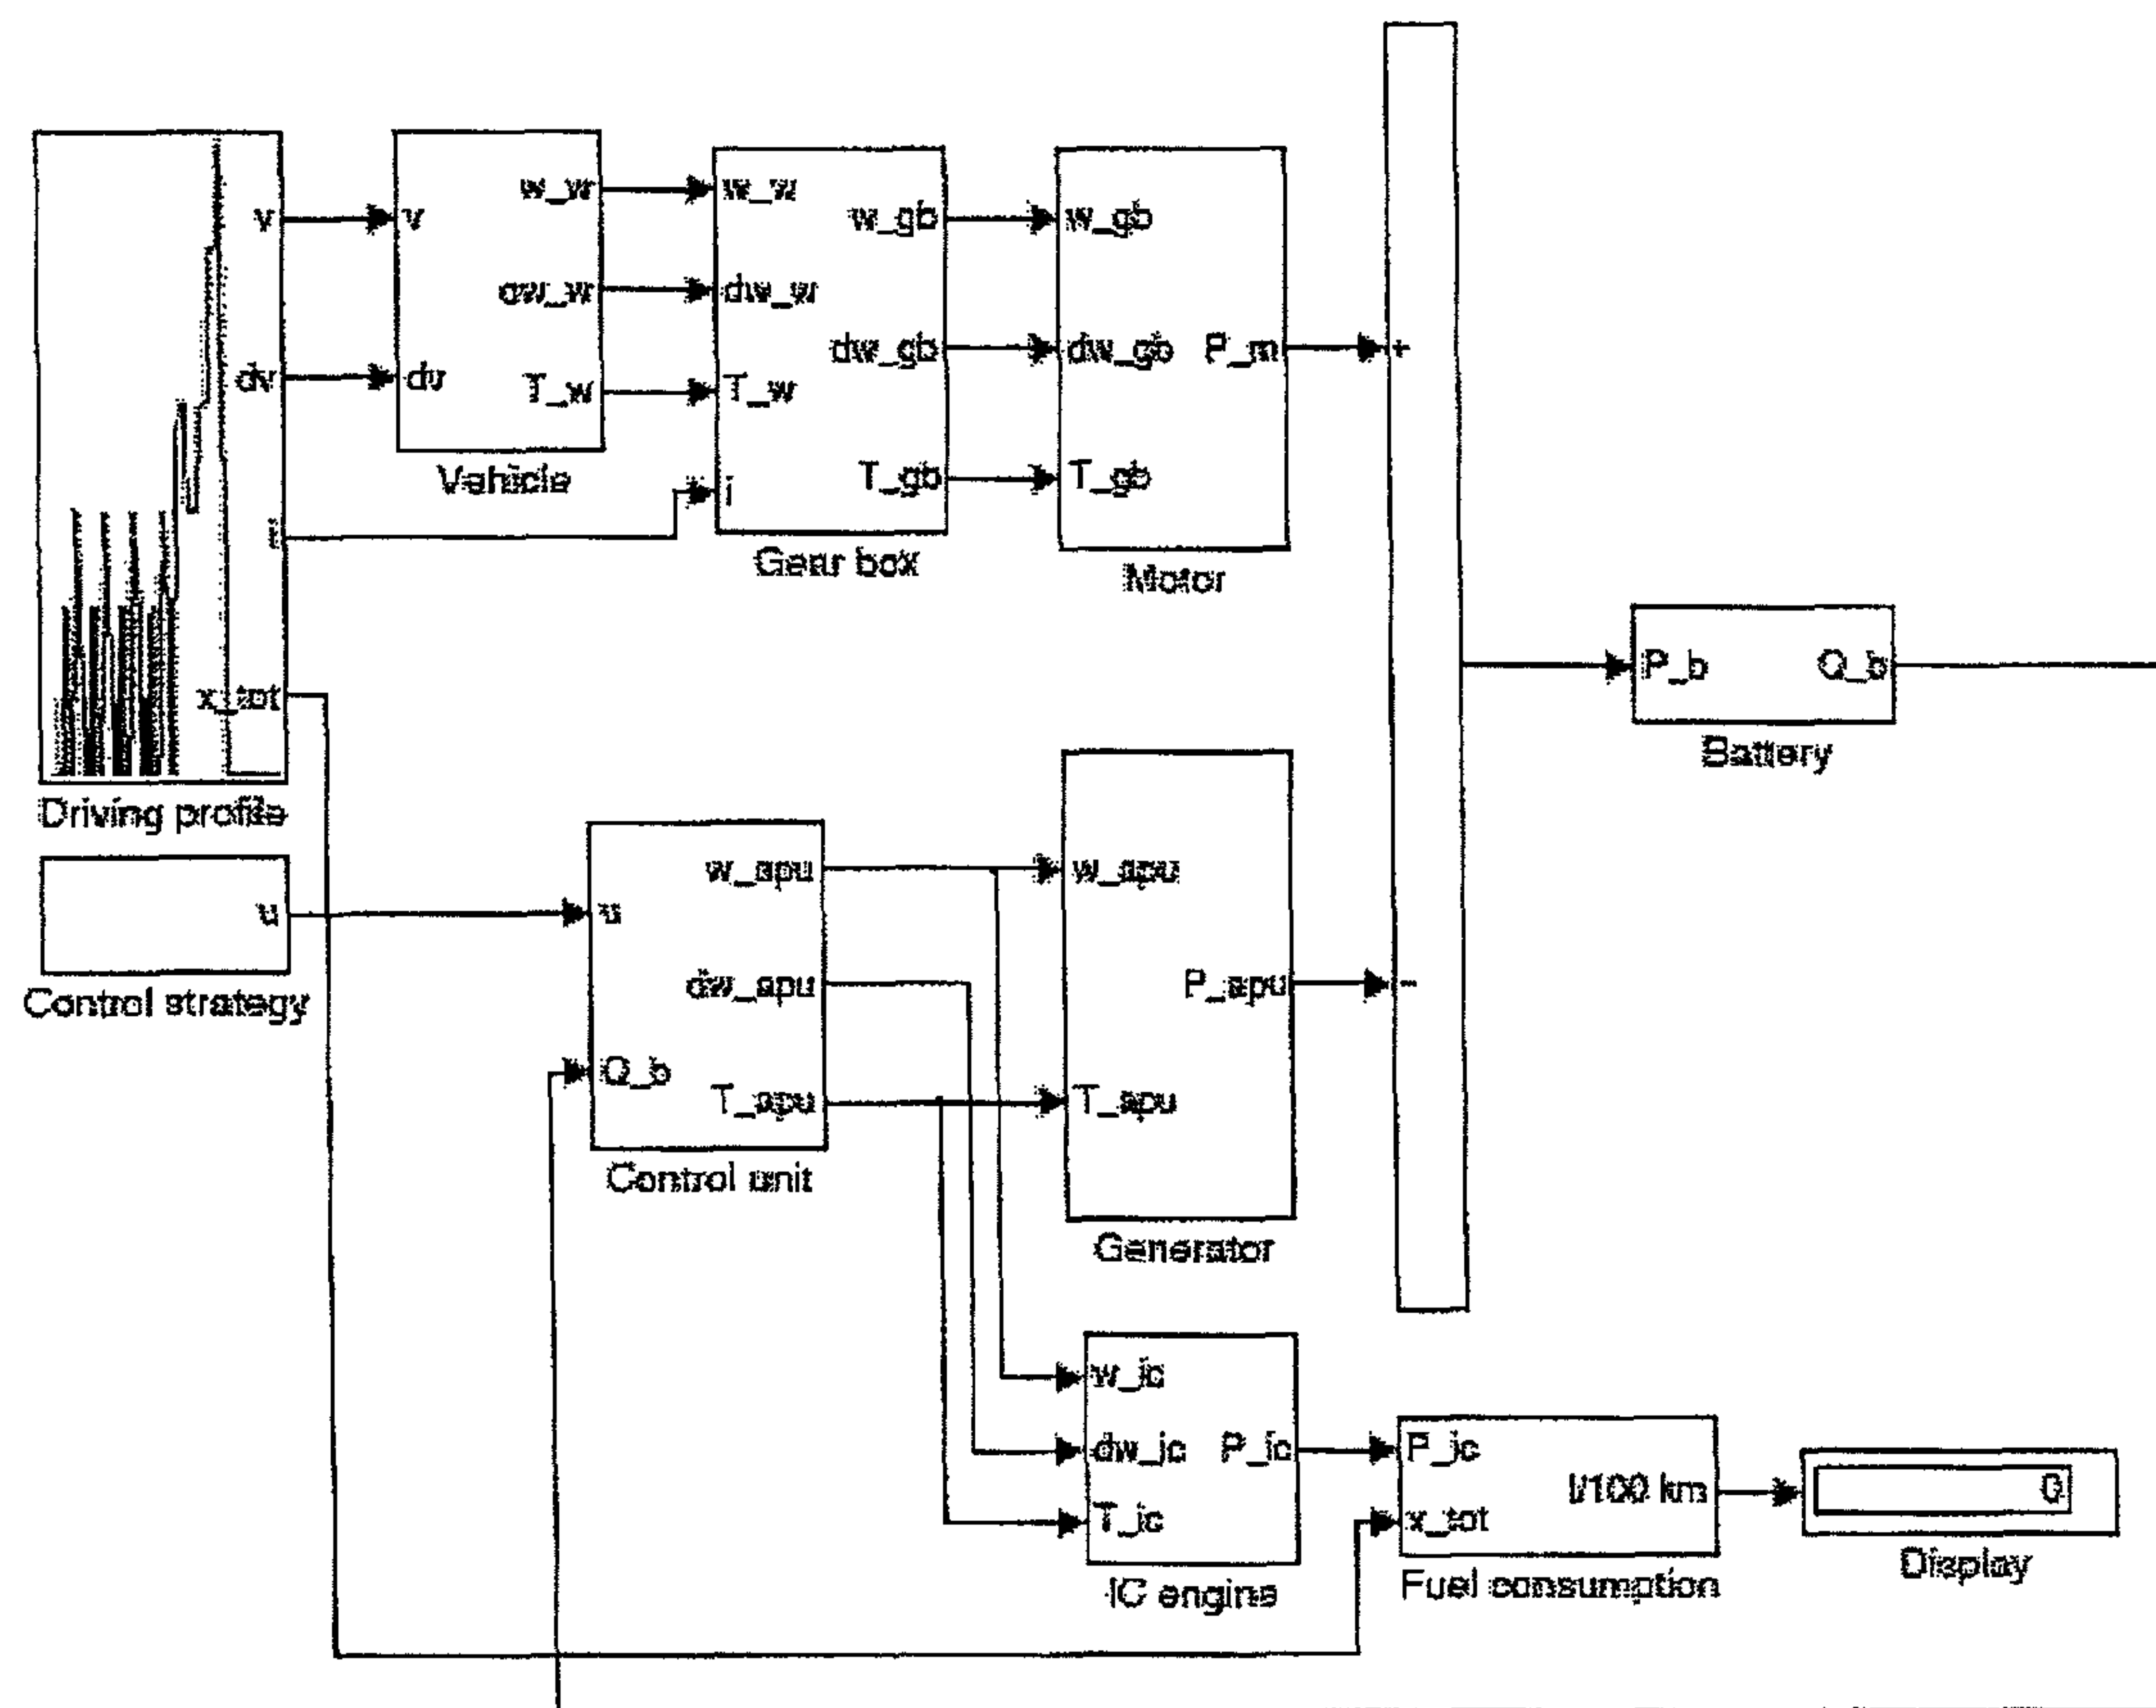 v
dv
i
x_tot
Driving profile
v
dv
w_w
dw_w
T_w
Vehicle
w_w
dw_w
T_w
i
w_gb
dw_gb
T_gb
Gear box
w_gb
dw_gb
T_gb
P_m
Motor
+
-
P_b
Q_b
Battery
u
Control strategy
u
Q_b
w_apu
dw_apu
T_apu
Control unit
w_apu
T_apu
P_apu
Generator
w_ic
dw_ic
T_ic
P_ic
IC engine
P_ic
x_tot
l/100 km
Fuel consumption
0
Display